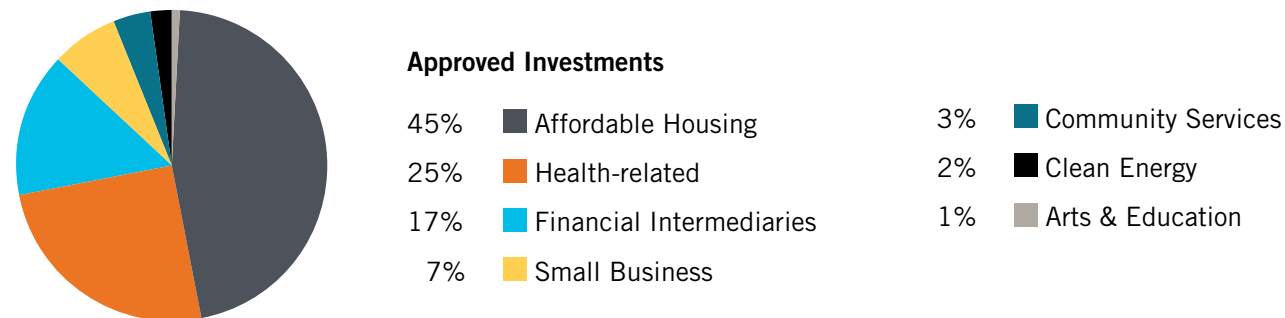 Approved Investments
45% Affordable Housing
25% Health-related
17% Financial Intermediaries
7% Small Business
3% Community Services
2% Clean Energy
1% Arts & Education